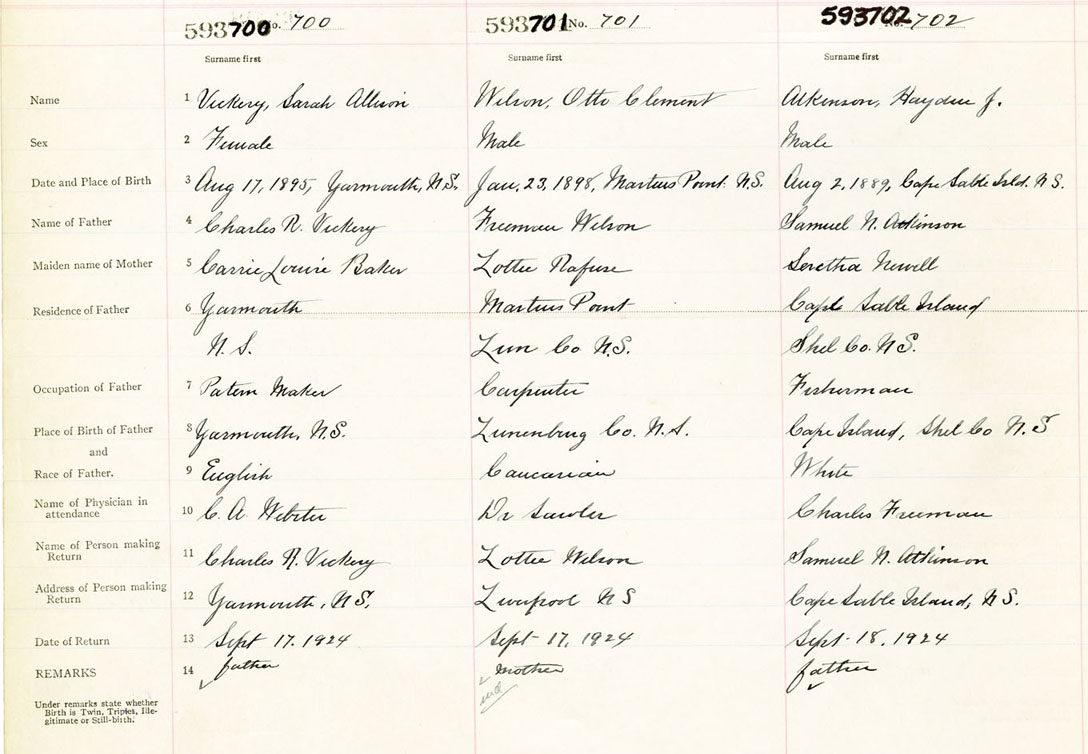 593700 No. 700 593701 No. 701 593702 No. 702
Surname first Surname first Surname first
Name 1 Vickery, Sarah Allison Wilson, Otto Clement Atkinson, Hayden J.
Sex 2 Female Male Male
Date and Place of Birth 3 Aug 17, 1895, Yarmouth, N.S. Jan, 23, 1898, Martins Point N.S. Aug 2, 1889, Cape Sable Isld. N.S.
Name of Father 4 Charles R. Vickery Freeman Wilson Samuel N. Atkinson
Maiden name of Mother 5 Carrie Louise Baker Lottie Rafuse Seretha Newell
Residence of Father 6 Yarmouth Martins Point Cape Sable Island
N.S. Lun Co N.S. Shel Co. N.S.
Occupation of Father 7 Patern Maker Carpenter Fisherman
Place of Birth of Father 8 Yarmouth, N.S. Lunenburg Co. N.S. Cape Island, Shel Co N.S
and
Race of Father. 9 English Caucasian White
Name of Physician in
attendance 10 C. A. Webster Dr Charles Freeman
Name of Person making
Return 11 Charles R. Vickery Lottie Wilson Samuel N. Atkinson
Address of Person making
Return 12 Yarmouth, N.S. Liverpool N S Cape Sable Island, N.S.
Date of Return 13 Sept 17, 1924 Sept 17, 1924 Sept. 18, 1924
REMARKS 14 father mother father
Under remarks state whether
Birth is Twin, Triplet, Ille-
gitimate or Still-birth.